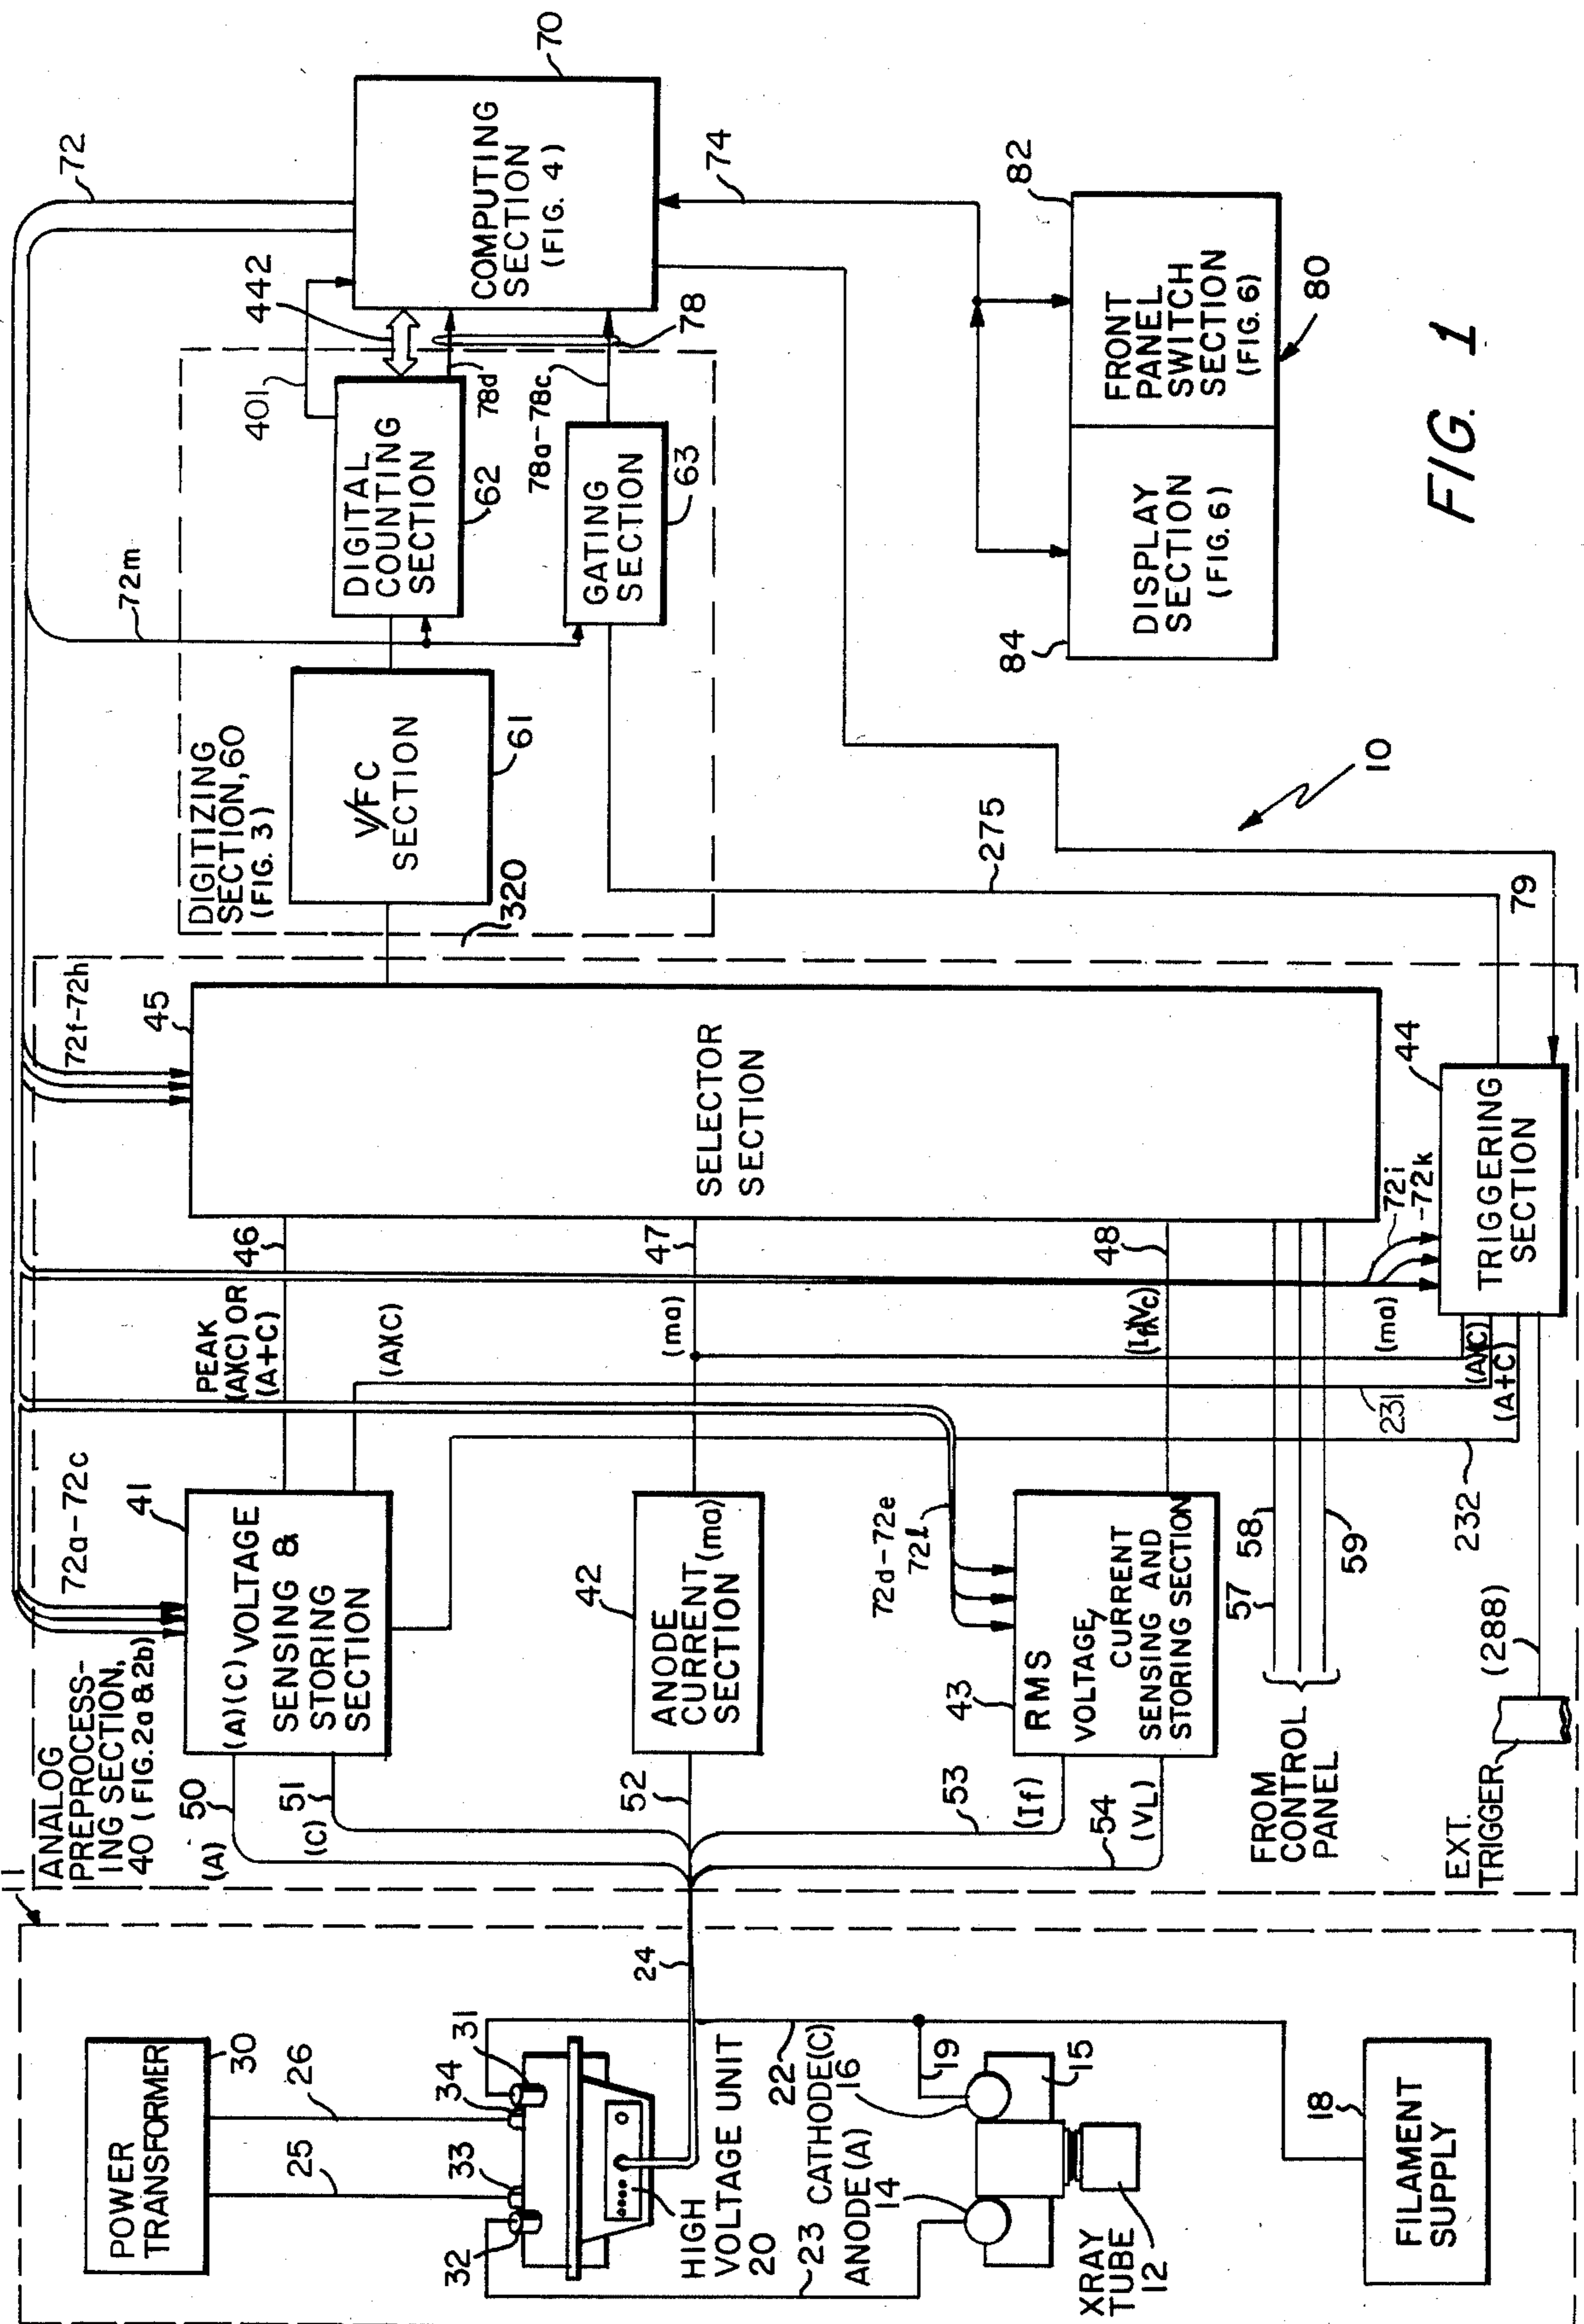 11
POWER
TRANSFORMER
30
25
26
32
33
34
31
HIGH
VOLTAGE UNIT
20
24
22
23
CATHODE(C)
16
19
ANODE(A)
14
15
XRAY
TUBE
12
18
FILAMENT
SUPPLY
ANALOG
PREPROCESS-
ING SECTION,
40 (FIG.2a & 2b)
(A)
50
(C)
51
52
53
(If)
54
(VL)
72a-72c
41
(A)(C) VOLTAGE
SENSING &
STORING
SECTION
42
ANODE
CURRENT (ma)
SECTION
72d-72e
72l
43
RMS
VOLTAGE,
CURRENT
SENSING AND
STORING SECTION
FROM
CONTROL
PANEL
57
58
59
EXT.
TRIGGER
(288)
232
231
PEAK
(A)(C) OR
(A+C)
46
(A)(C)
(ma)
47
48
(ma)
(A)(C)
(A+C)
72i
-72k
72f-72h
45
SELECTOR
SECTION
44
TRIGGERING
SECTION
79
275
320
DIGITIZING
SECTION,60
(FIG. 3)
V/FC
SECTION
61
72m
DIGITAL
COUNTING
SECTION
62
GATING
SECTION
63
401
442
78d
78a-78c
78
72
COMPUTING
SECTION
(FIG. 4)
70
74
84
DISPLAY
SECTION
(FIG.6)
82
FRONT
PANEL
SWITCH
SECTION
(FIG.6)
80
10
FIG. 1